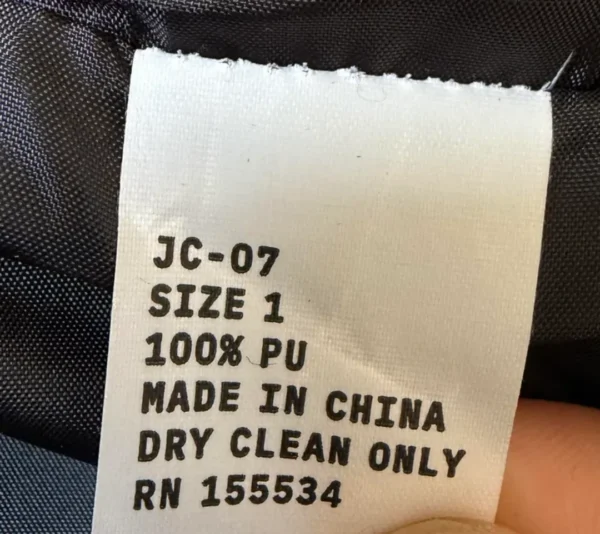 JC-07
SIZE 1
100% PU
MADE IN CHINA
DRY CLEAN ONLY
RN 155534